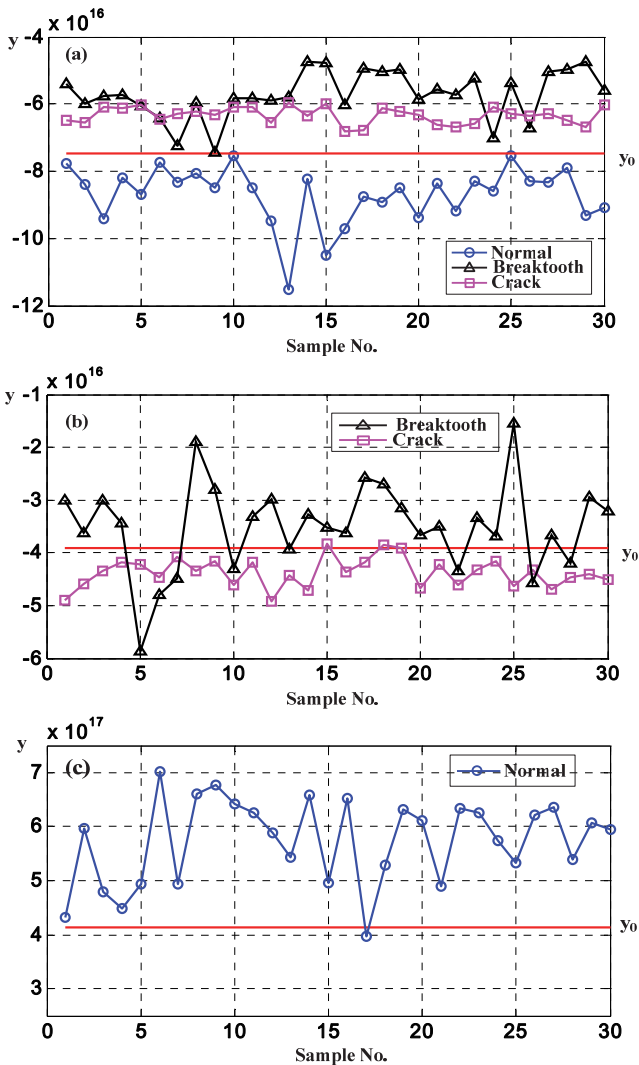 y -4 x 10^16 (a)
-6
-8 y₀
-10
-12
Normal
Breaktooth
Crack
0 5 10 15 20 25 30
Sample No.
y -1 x 10^16 (b)
-2
-3
-4 y₀
-5
-6
Breaktooth
Crack
0 5 10 15 20 25 30
Sample No.
y x 10^17 (c)
7
6
5
4 y₀
3
Normal
0 5 10 15 20 25 30
Sample No.